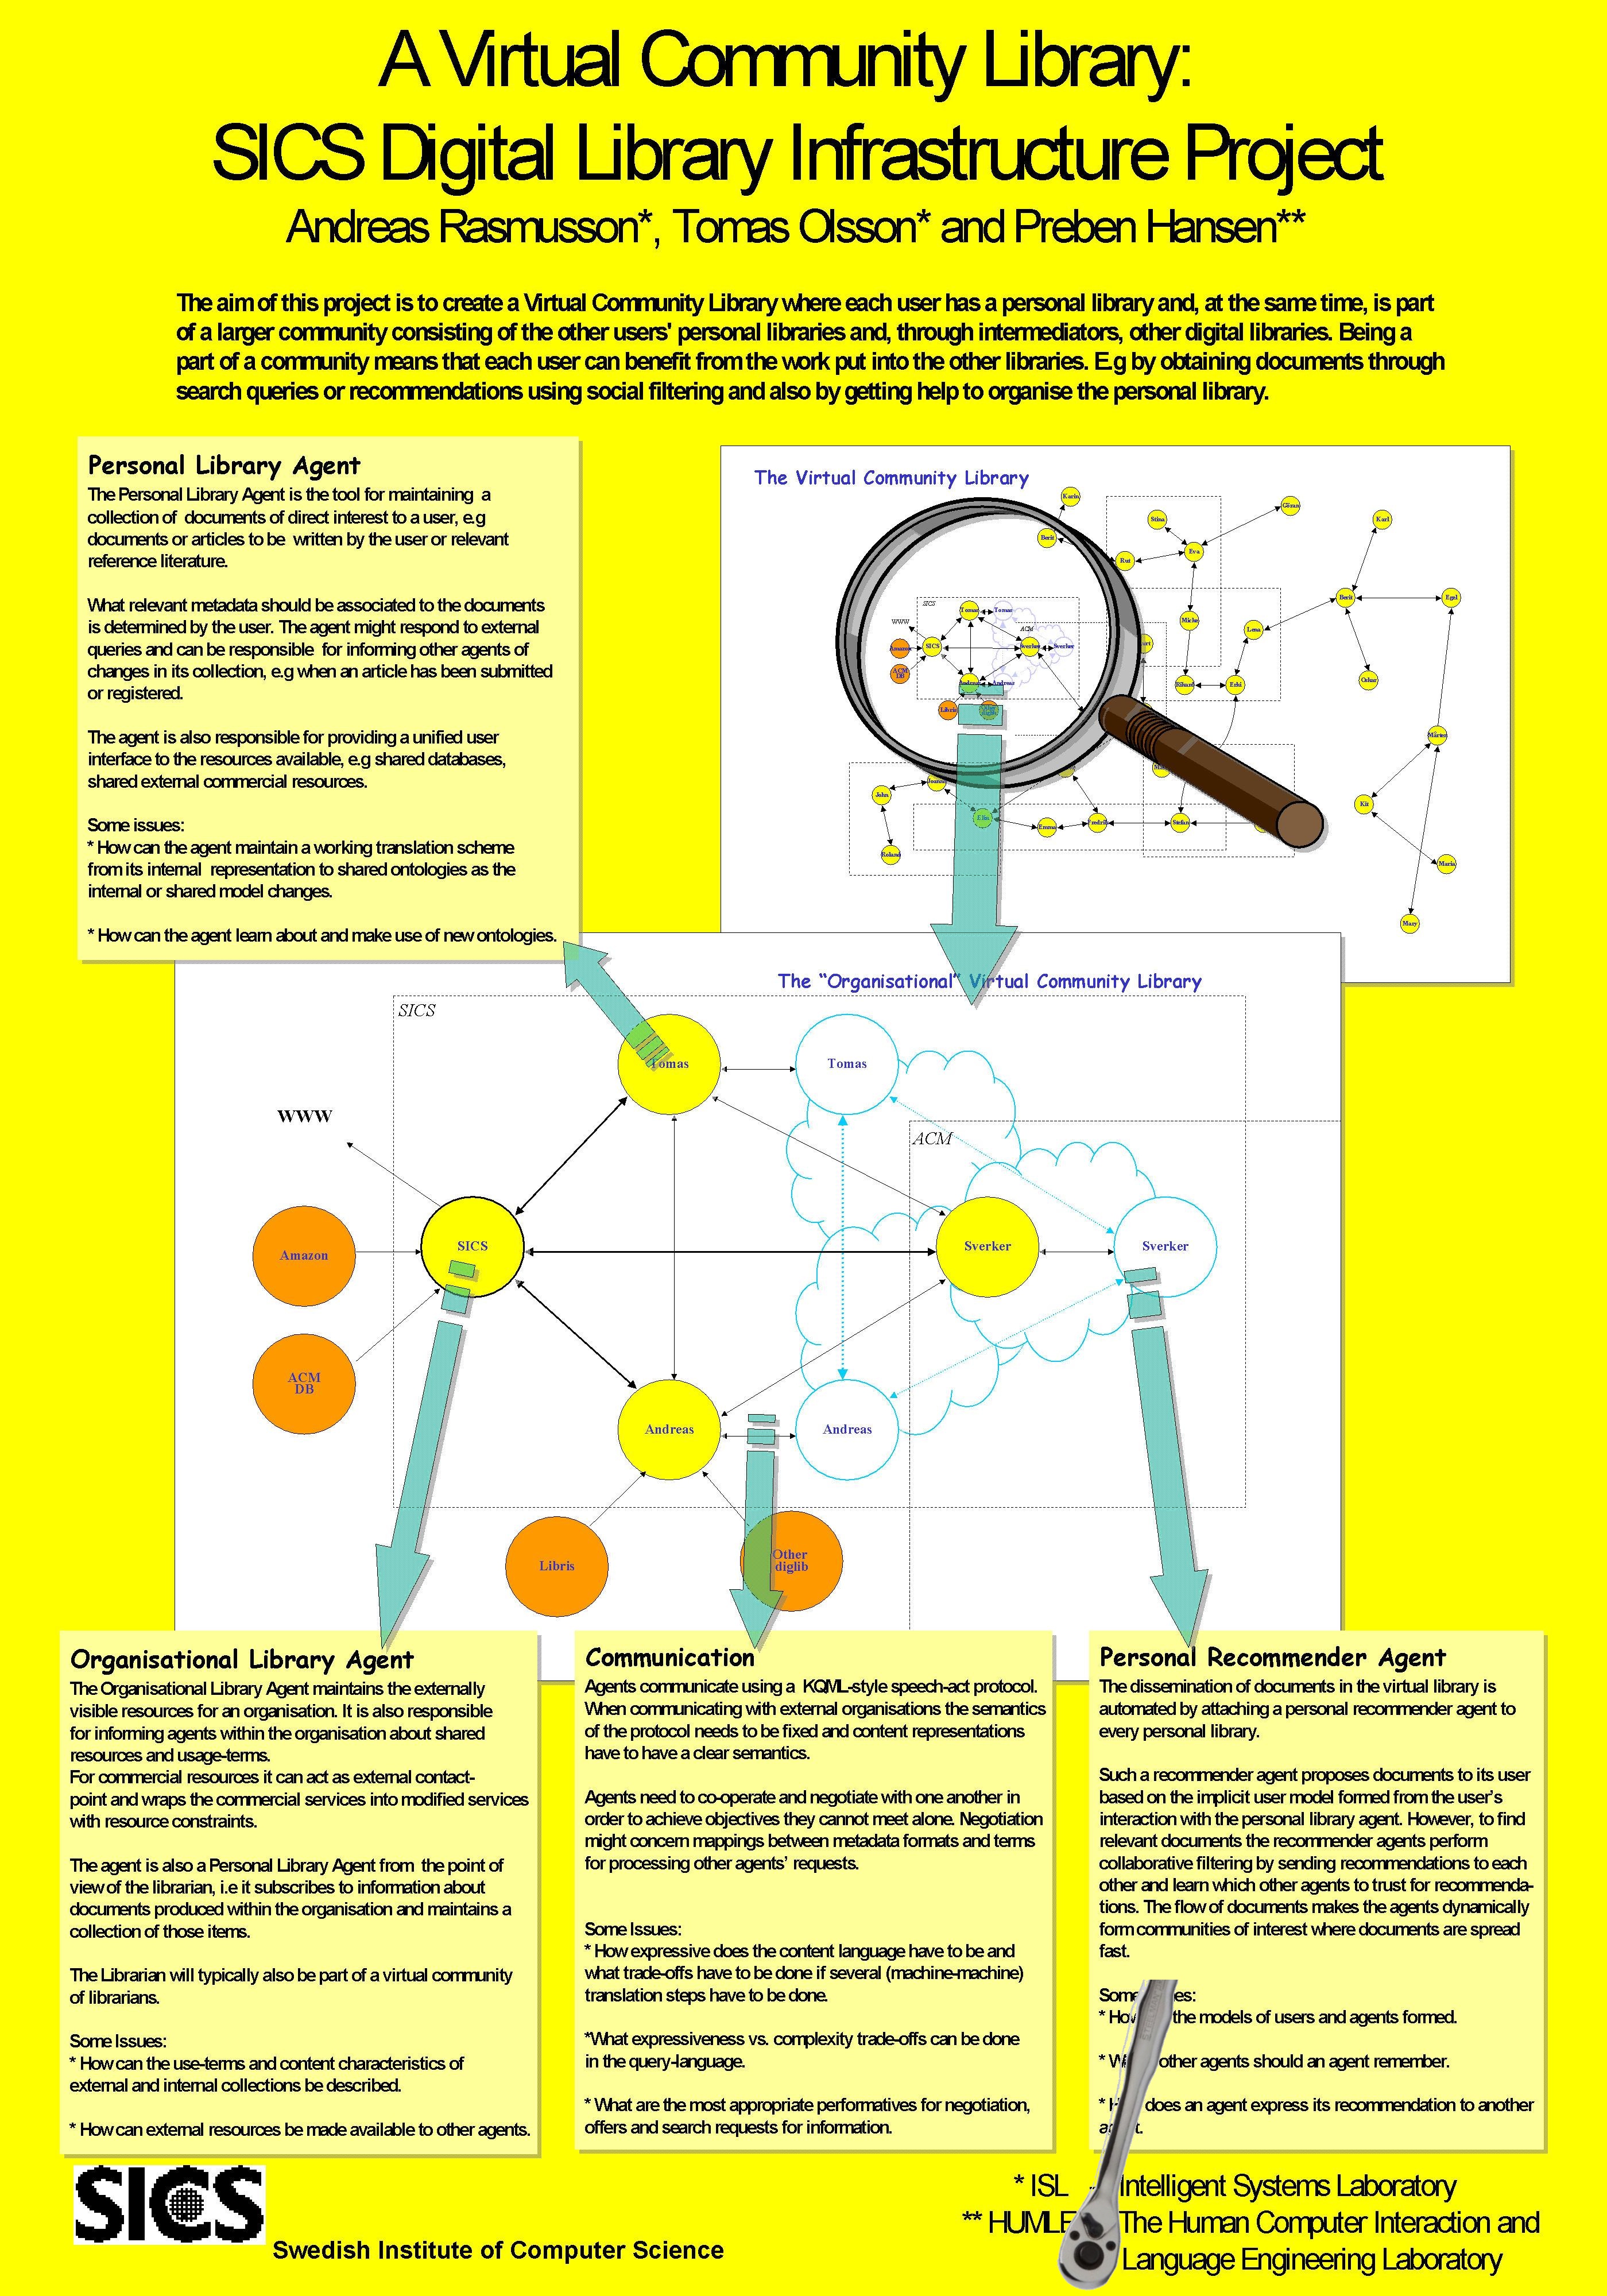 A Virtual Community Library:
SICS Digital Library Infrastructure Project
Andreas Rasmusson*, Tomas Olsson* and Preben Hansen**
The aim of this project is to create a Virtual Community Library where each user has a personal library and, at the same time, is part
of a larger community consisting of the other users' personal libraries and, through intermediators, other digital libraries. Being a
part of a community means that each user can benefit from the work put into the other libraries. E.g by obtaining documents through
search queries or recommendations using social filtering and also by getting help to organise the personal library.
Personal Library Agent
The Personal Library Agent is the tool for maintaining a
collection of documents of direct interest to a user, e.g
documents or articles to be written by the user or relevant
reference literature.
What relevant metadata should be associated to the documents
is determined by the user. The agent might respond to external
queries and can be responsible for informing other agents of
changes in its collection, e.g when an article has been submitted
or registered.
The agent is also responsible for providing a unified user
interface to the resources available, e.g shared databases,
shared external commercial resources.
Some issues:
* How can the agent maintain a working translation scheme
from its internal representation to shared ontologies as the
internal or shared model changes.
* How can the agent learn about and make use of new ontologies.
The Virtual Community Library
Karin
Berit
Stina
Göran
Karl
Rut
Eva
Berit
Egel
SICS
Tomas
Tomas
WWW
ACM
Micke
Lena
Amazon
SICS
Sverker
Sverker
ACM
DB
Andreas
Andreas
Rikard
Erki
Oskar
Libris
Mårten
John
Joanna
Elin
Emma
Fredrik
Stefan
Kit
Roland
Maria
Mary
The “Organisational” Virtual Community Library
SICS
Tomas
Tomas
WWW
ACM
Amazon
SICS
Sverker
Sverker
ACM
DB
Andreas
Andreas
Libris
Other
diglib
Organisational Library Agent
The Organisational Library Agent maintains the externally
visible resources for an organisation. It is also responsible
for informing agents within the organisation about shared
resources and usage-terms.
For commercial resources it can act as external contact-
point and wraps the commercial services into modified services
with resource constraints.
The agent is also a Personal Library Agent from the point of
view of the librarian, i.e it subscribes to information about
documents produced within the organisation and maintains a
collection of those items.
The Librarian will typically also be part of a virtual community
of librarians.
Some Issues:
* How can the use-terms and content characteristics of
external and internal collections be described.
* How can external resources be made available to other agents.
Communication
Agents communicate using a KQML-style speech-act protocol.
When communicating with external organisations the semantics
of the protocol needs to be fixed and content representations
have to have a clear semantics.
Agents need to co-operate and negotiate with one another in
order to achieve objectives they cannot meet alone. Negotiation
might concern mappings between metadata formats and terms
for processing other agents’ requests.
Some Issues:
* How expressive does the content language have to be and
what trade-offs have to be done if several (machine-machine)
translation steps have to be done.
*What expressiveness vs. complexity trade-offs can be done
in the query-language.
* What are the most appropriate performatives for negotiation,
offers and search requests for information.
Personal Recommender Agent
The dissemination of documents in the virtual library is
automated by attaching a personal recommender agent to
every personal library.
Such a recommender agent proposes documents to its user
based on the implicit user model formed from the user’s
interaction with the personal library agent. However, to find
relevant documents the recommender agents perform
collaborative filtering by sending recommendations to each
other and learn which other agents to trust for recommenda-
tions. The flow of documents makes the agents dynamically
form communities of interest where documents are spread
fast.
Some
* the models of users and agents formed.
* other agents should an agent remember.
* does an agent express its recommendation to another
SICS
Swedish Institute of Computer Science
* ISL - Intelligent Systems Laboratory
** HUMLE The Human Computer Interaction and
Language Engineering Laboratory